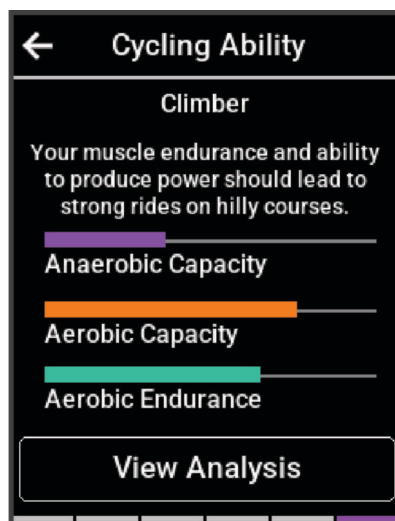 Cycling Ability
Climber
Your muscle endurance and ability
to produce power should lead to
strong rides on hilly courses.
Anaerobic Capacity
Aerobic Capacity
Aerobic Endurance
View Analysis